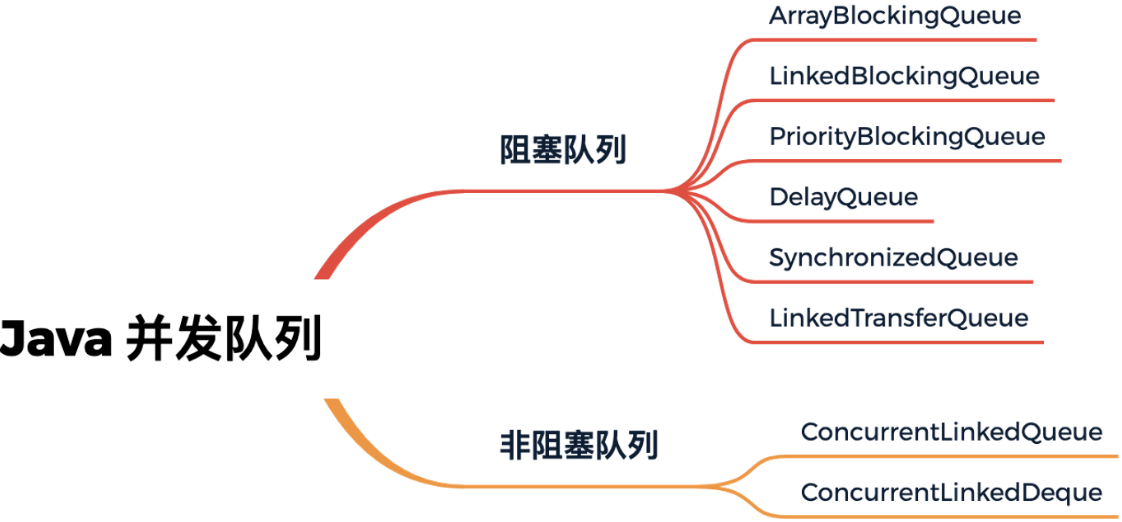 Java 并发队列
阻塞队列
ArrayBlockingQueue
LinkedBlockingQueue
PriorityBlockingQueue
DelayQueue
SynchronizedQueue
LinkedTransferQueue
非阻塞队列
ConcurrentLinkedQueue
ConcurrentLinkedDeque